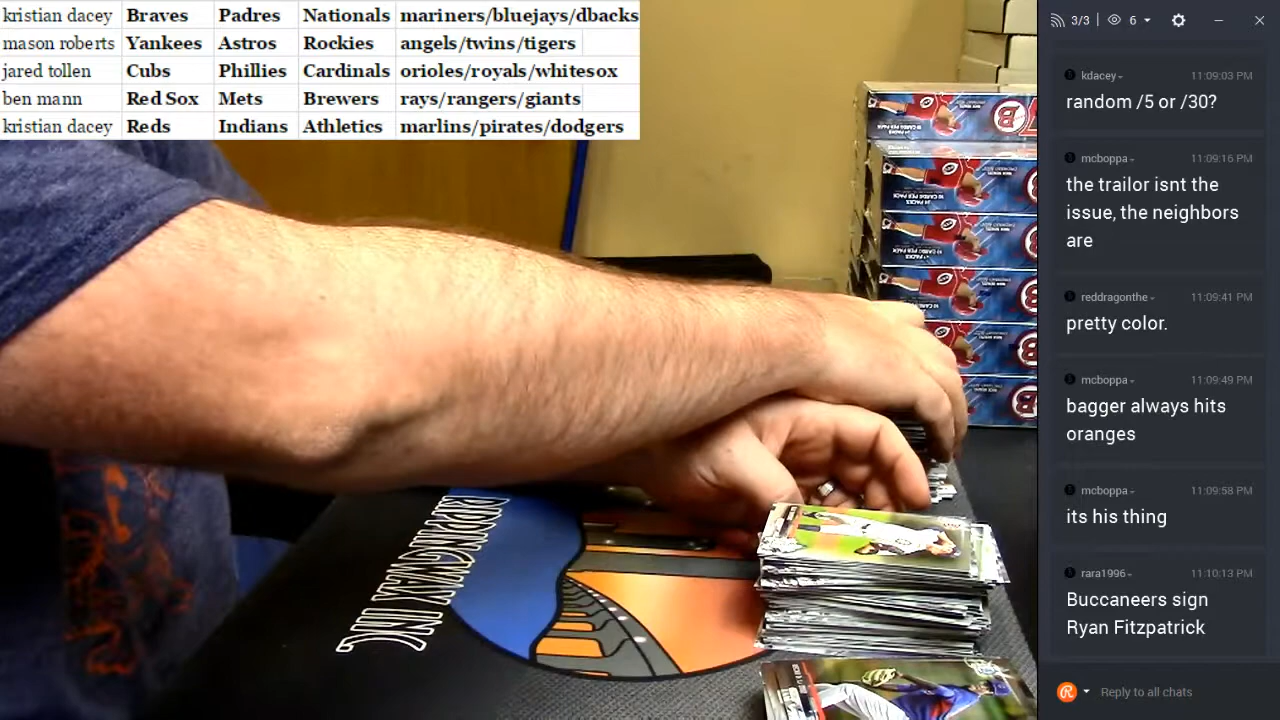 kristian dacey Braves Padres Nationals mariners/bluejays/dbacks
mason roberts Yankees Astros Rockies angels/twins/tigers
jared tollen Cubs Phillies Cardinals orioles/royals/whitesox
ben mann Red Sox Mets Brewers rays/rangers/giants
kristian dacey Reds Indians Athletics marlins/pirates/dodgers
RIPPINGWAX INC
3/3 | 6
kdacey 11:09:03 PM
random /5 or /30?
mcboppa 11:09:16 PM
the trailor isnt the
issue, the neighbors
are
reddragonthe 11:09:41 PM
pretty color.
mcboppa 11:09:49 PM
bagger always hits
oranges
mcboppa 11:09:58 PM
its his thing
rara1996 11:10:13 PM
Buccaneers sign
Ryan Fitzpatrick
Reply to all chats